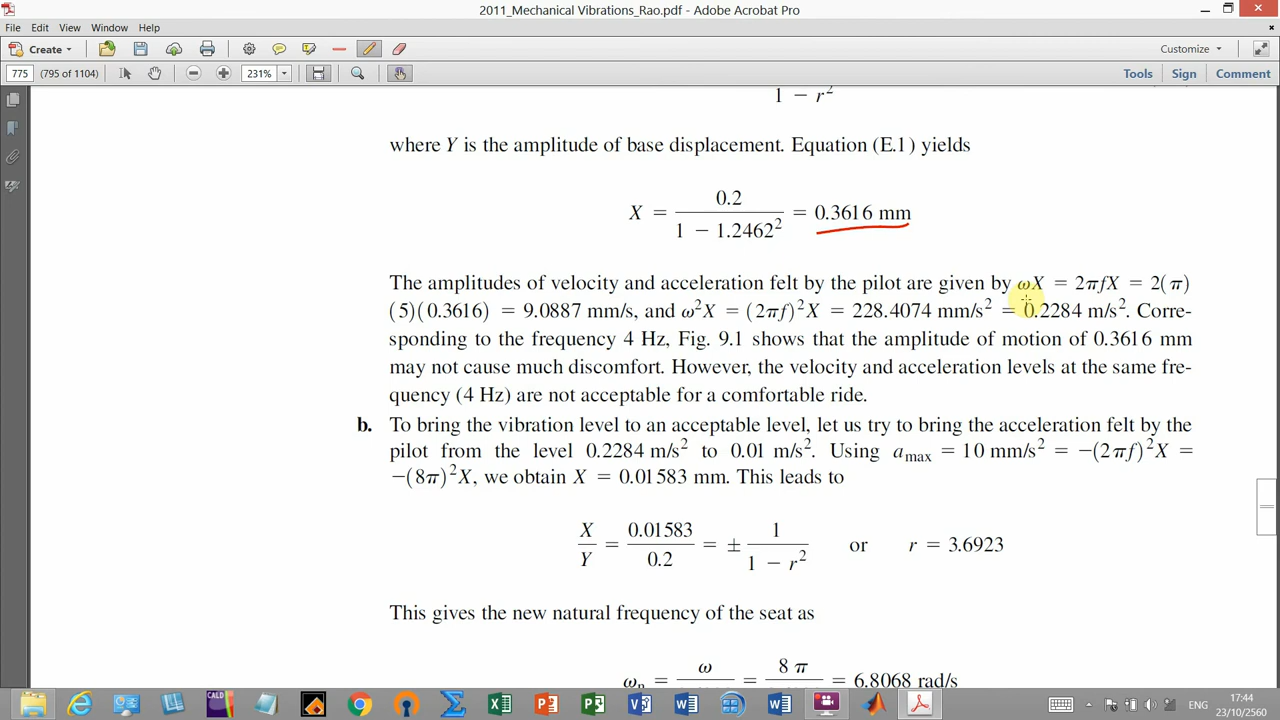 2011_Mechanical Vibrations_Rao.pdf - Adobe Acrobat Pro
File Edit View Window Help
Create Customize
775 (795 of 1104) 231% Tools Sign Comment
1 − r²
where Y is the amplitude of base displacement. Equation (E.1) yields
X = 0.2 / (1 − 1.2462²) = 0.3616 mm
The amplitudes of velocity and acceleration felt by the pilot are given by ωX = 2πfX = 2(π)
(5)(0.3616) = 9.0887 mm/s, and ω²X = (2πf)²X = 228.4074 mm/s² = 0.2284 m/s². Corre-
sponding to the frequency 4 Hz, Fig. 9.1 shows that the amplitude of motion of 0.3616 mm
may not cause much discomfort. However, the velocity and acceleration levels at the same fre-
quency (4 Hz) are not acceptable for a comfortable ride.
b. To bring the vibration level to an acceptable level, let us try to bring the acceleration felt by the
pilot from the level 0.2284 m/s² to 0.01 m/s². Using a_max = 10 mm/s² = −(2πf)²X =
−(8π)²X, we obtain X = 0.01583 mm. This leads to
X/Y = 0.01583/0.2 = ± 1/(1 − r²) or r = 3.6923
This gives the new natural frequency of the seat as
ω = 8 π = 6.8068 rad/s
CALD
ENG
17:44
23/10/2560